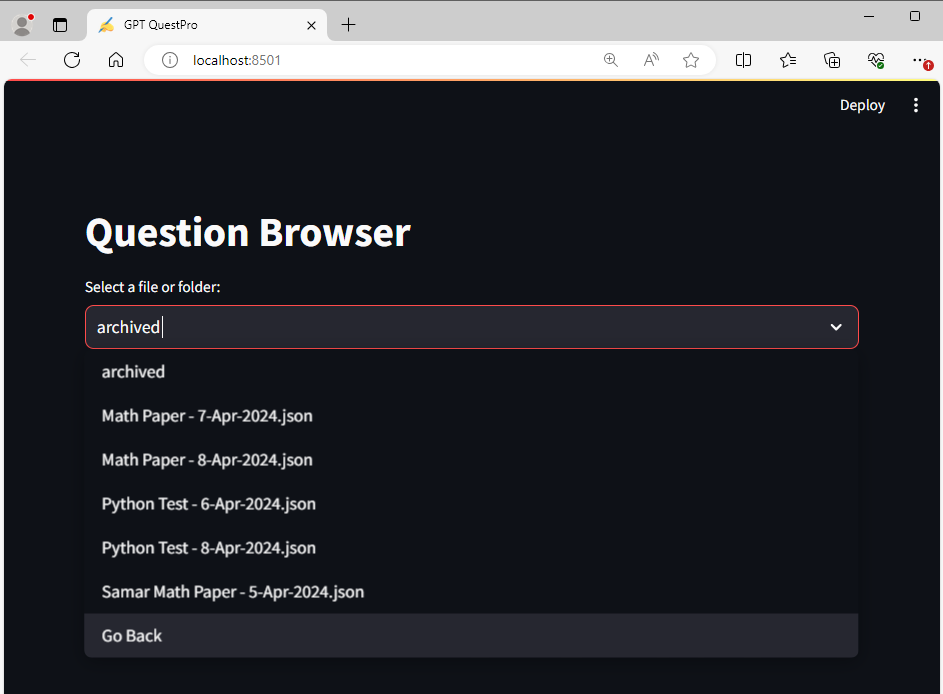 GPT QuestPro
localhost:8501
Deploy
Question Browser
Select a file or folder:
archived
archived
Math Paper - 7-Apr-2024.json
Math Paper - 8-Apr-2024.json
Python Test - 6-Apr-2024.json
Python Test - 8-Apr-2024.json
Samar Math Paper - 5-Apr-2024.json
Go Back